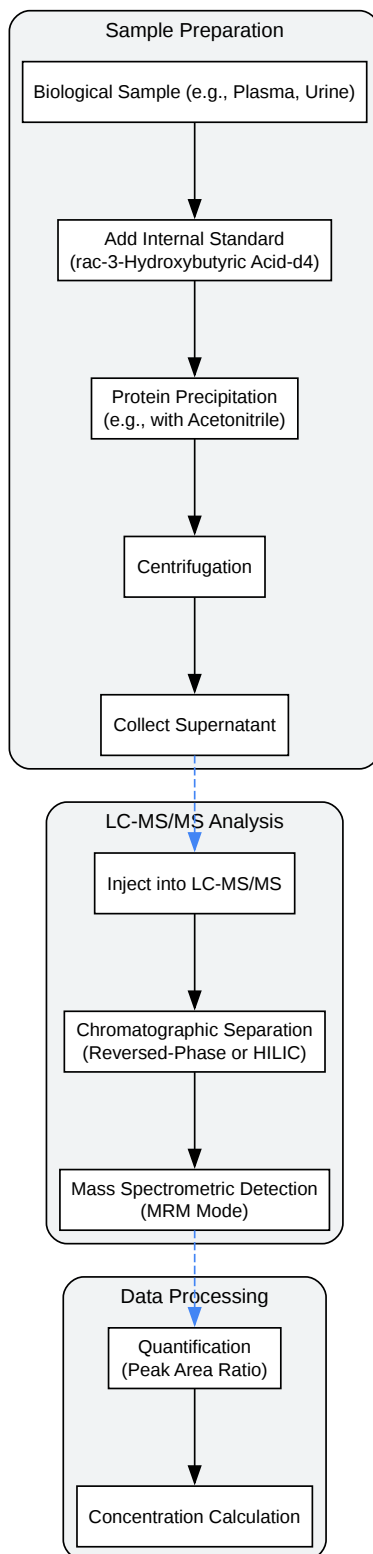 Sample Preparation
Biological Sample (e.g., Plasma, Urine)
Add Internal Standard
(rac-3-Hydroxybutyric Acid-d4)
Protein Precipitation
(e.g., with Acetonitrile)
Centrifugation
Collect Supernatant
LC-MS/MS Analysis
Inject into LC-MS/MS
Chromatographic Separation
(Reversed-Phase or HILIC)
Mass Spectrometric Detection
(MRM Mode)
Data Processing
Quantification
(Peak Area Ratio)
Concentration Calculation